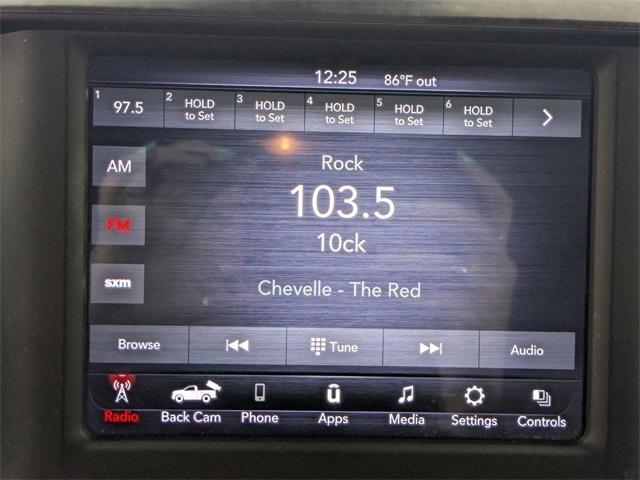 12:25 86°F out
1 97.5 2 HOLD to Set 3 HOLD to Set 4 HOLD to Set 5 HOLD to Set 6 HOLD to Set
Rock
AM
103.5
FM
10ck
sxm
Chevelle - The Red
Browse Tune Audio
Radio Back Cam Phone Apps Media Settings Controls